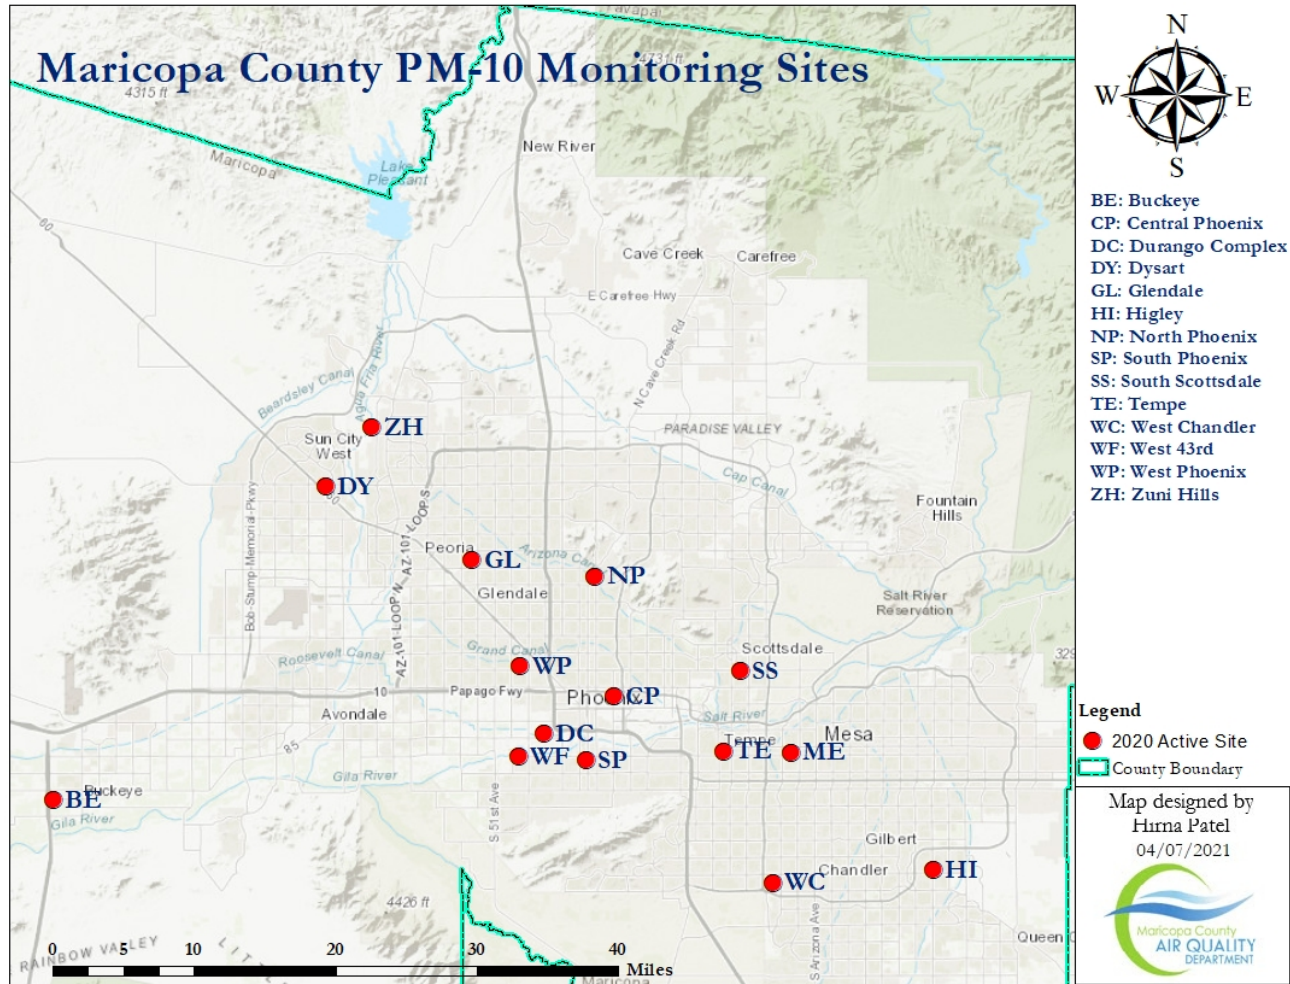 Maricopa County PM-10 Monitoring Sites
N
W E
S
4315 ft
4731 ft
Maricopa
Lake
Pleasant
New River
60
Cave Creek
Carefree
E Carefree Hwy
N Cave Creek Rd
Agua Fria River
Beardsley Canal
ZH
Sun City
West
PARADISE VALLEY
DY
60
Cap Canal
Fountain
Hills
Bob-Stump-Memorial-Pkwy
AZ-101-LOOP S
Peoria
GL
Arizona
NP
Glendale
Salt River
Reservation
AZ-101-LOOP N
Roosevelt Canal
Grand Canal
WP
Scottsdale
SS
10
Papago Fwy
CP
Avondale
Salt River
85
DC
WF
SP
Tempe
TE
ME
Mesa
Gila River
BE
Buckeye
Gila River
S 51st Ave
Gilbert
Chandler
WC
HI
4426 ft
S Arizona Ave
Queen
RAINBOW VALLEY
Maricopa
0 5 10 20 30 40
Miles
BE: Buckeye
CP: Central Phoenix
DC: Durango Complex
DY: Dysart
GL: Glendale
HI: Higley
NP: North Phoenix
SP: South Phoenix
SS: South Scottsdale
TE: Tempe
WC: West Chandler
WF: West 43rd
WP: West Phoenix
ZH: Zuni Hills
Legend
2020 Active Site
County Boundary
Map designed by
Hirna Patel
04/07/2021
Maricopa County
AIR QUALITY
DEPARTMENT